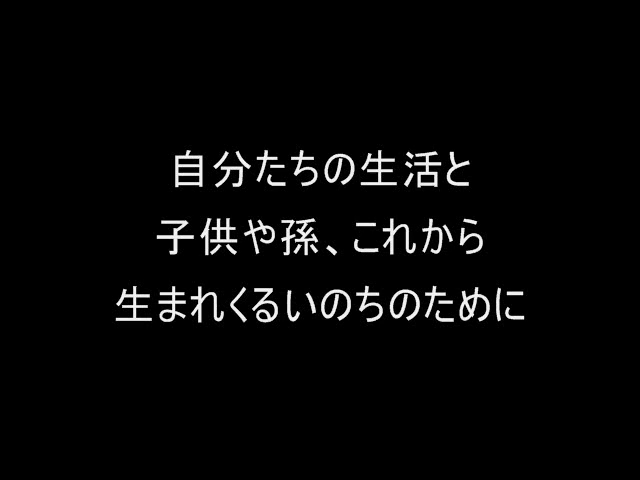 自分たちの生活と
子供や孫、これから
生まれくるいのちのために